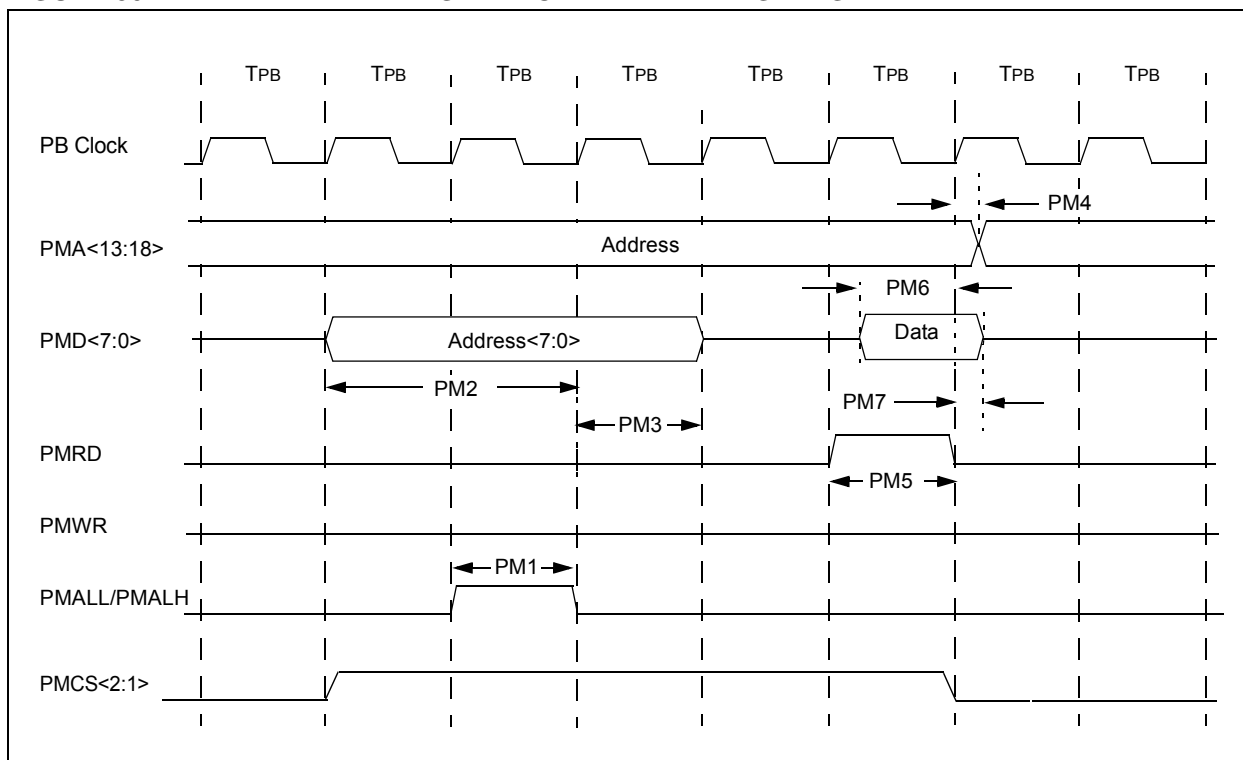 TPB TPB TPB TPB TPB TPB TPB TPB
PB Clock
PM4
PMA<13:18>
Address
PM6
PMD<7:0>
Address<7:0>
Data
PM2
PM7
PM3
PMRD
PM5
PMWR
PM1
PMALL/PMALH
PMCS<2:1>